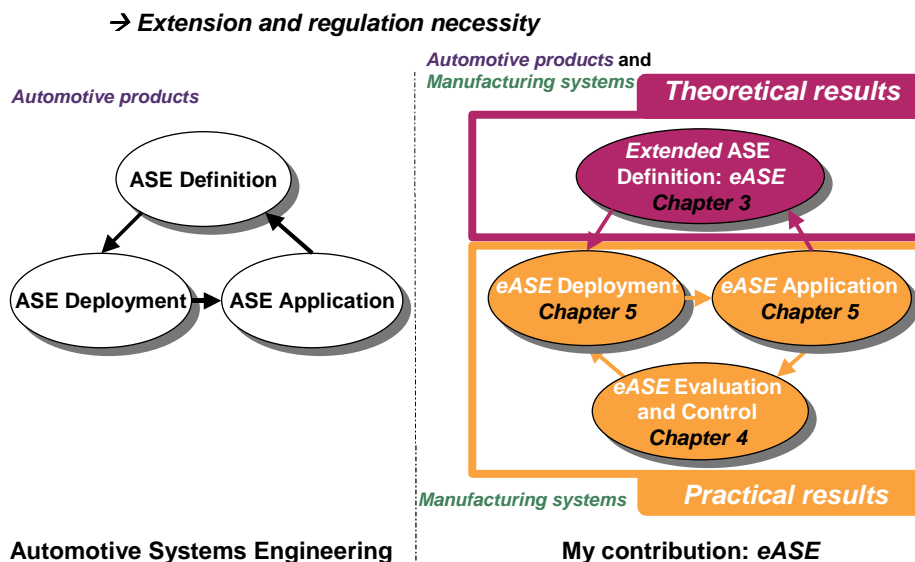 → Extension and regulation necessity
Automotive products
ASE Definition
ASE Deployment
ASE Application
Automotive Systems Engineering
Automotive products and
Manufacturing systems
Theoretical results
Extended ASE
Definition: eASE
Chapter 3
eASE Deployment
Chapter 5
eASE Application
Chapter 5
eASE Evaluation
and Control
Chapter 4
Manufacturing systems
Practical results
My contribution: eASE